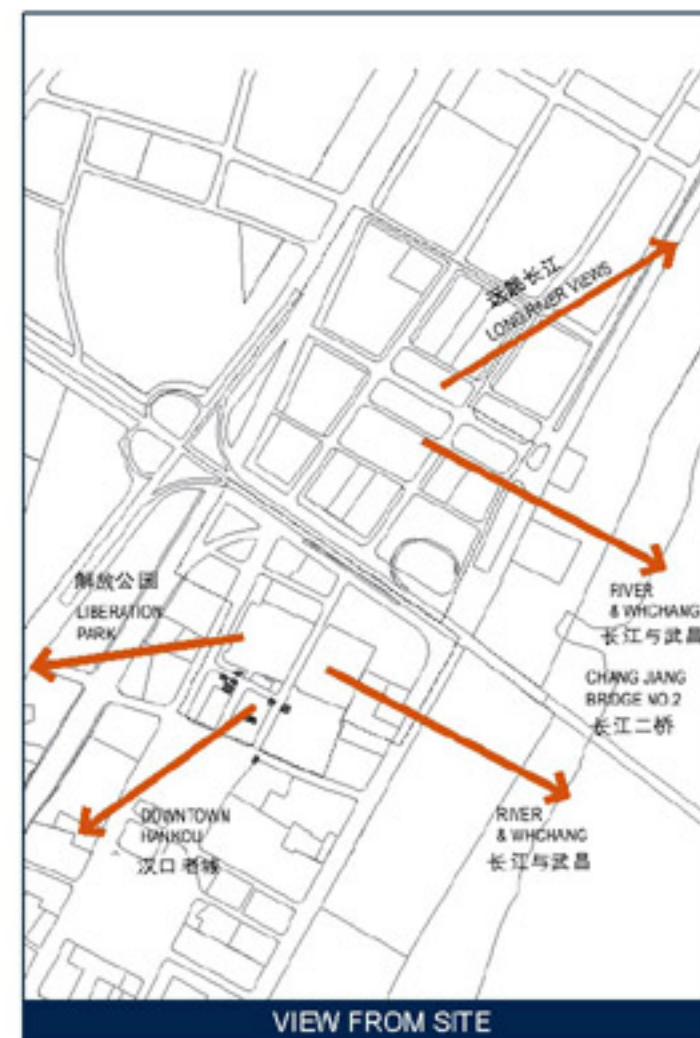 远眺长江
LONG RIVER VIEWS
解放公园
LIBERATION
PARK
RIVER
& WHCHANG
长江与武昌
CHANG JIANG
BRIDGE NO.2
长江二桥
DOWNTOWN
HANKOU
汉口老城
RIVER
& WHCHANG
长江与武昌
VIEW FROM SITE